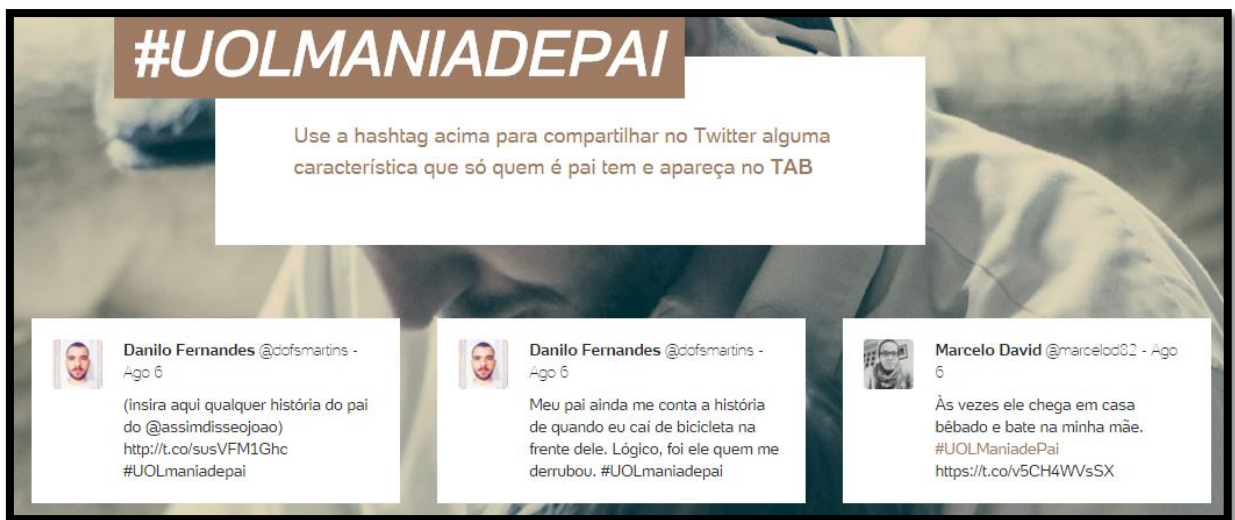 #UOLMANIADEPAI
Use a hashtag acima para compartilhar no Twitter alguma
característica que só quem é pai tem e apareça no TAB
Danilo Fernandes @dofsmartins -
Ago 6
(insira aqui qualquer história do pai
do @assimdisseojoao)
http://t.co/susVFM1Ghc
#UOLmaniadepai
Danilo Fernandes @dofsmartins -
Ago 6
Meu pai ainda me conta a história
de quando eu caí de bicicleta na
frente dele. Lógico, foi ele quem me
derrubou. #UOLmaniadepai
Marcelo David @marcelod82 - Ago
6
Às vezes ele chega em casa
bêbado e bate na minha mãe.
#UOLManiadePai
https://t.co/v5CH4WVsSX